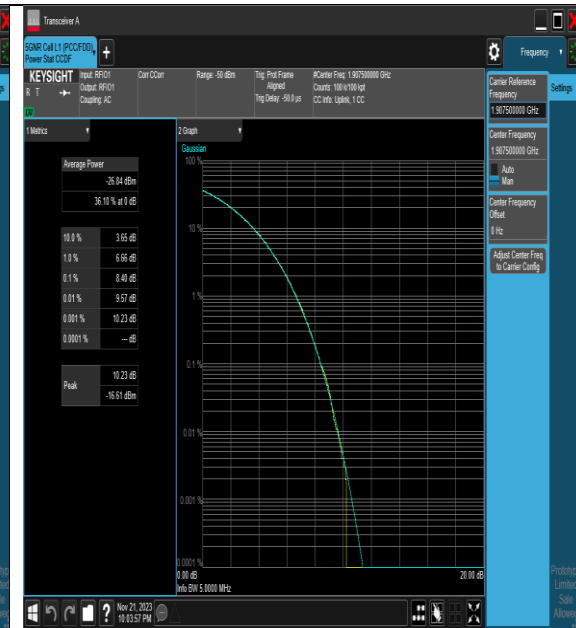 Transceiver A
5GNR Cell L1 (PCC/FDD),
Power Stat CCDF
Frequency
KEYSIGHT
R T
LXI
Input: RFIO1
Output: RFIO1
Coupling: AC
Corr CCorr
Range: -50 dBm
Trig: Prot Frame
Aligned
Trig Delay: -50.0 µs
#Center Freq: 1.907500000 GHz
Counts: 100 k/100 kpt
CC Info: Uplink, 1 CC
Carrier Reference
Frequency
1.907500000 GHz
Settings
Center Frequency
1.907500000 GHz
Auto
Man
Center Frequency
Offset
0 Hz
Adjust Center Freq
to Carrier Config
1 Metrics
Average Power
-26.84 dBm
36.10 % at 0 dB
10.0 % 3.65 dB
1.0 % 6.66 dB
0.1 % 8.40 dB
0.01 % 9.57 dB
0.001 % 10.23 dB
0.0001 % --- dB
Peak
10.23 dB
-16.61 dBm
2 Graph
Gaussian
100 %
10 %
1 %
0.1 %
0.01 %
0.001 %
0.0001 %
0.00 dB
20.00 dB
Info BW 5.0000 MHz
Nov 21, 2023
10:03:57 PM